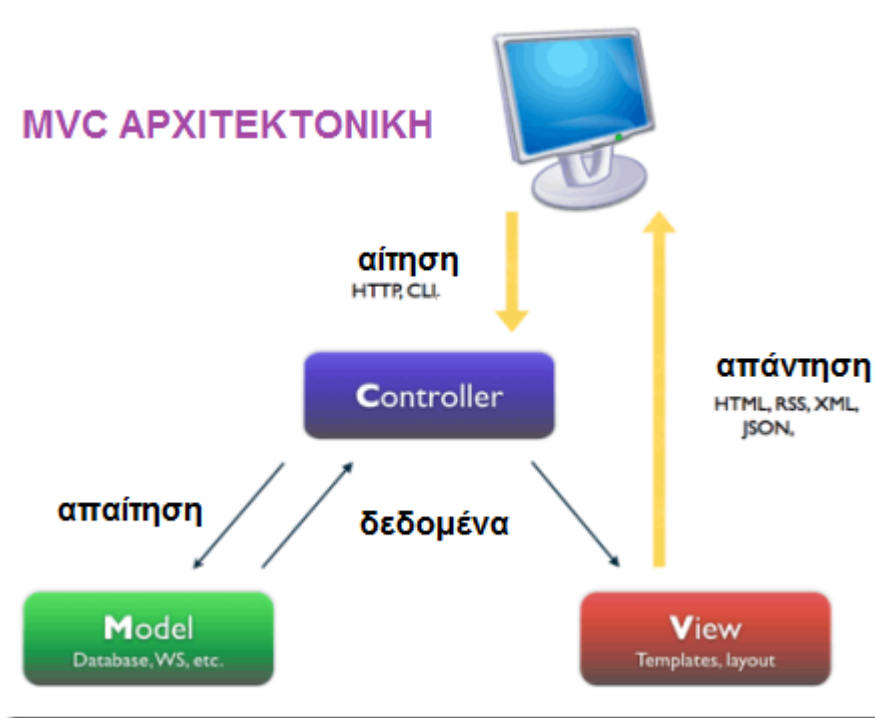 MVC ΑΡΧΙΤΕΚΤΟΝΙΚΗ
αίτηση
HTTP, CLI.
Controller
απάντηση
HTML, RSS, XML,
JSON,
απαίτηση
δεδομένα
Model
Database, WS, etc.
View
Templates, layout